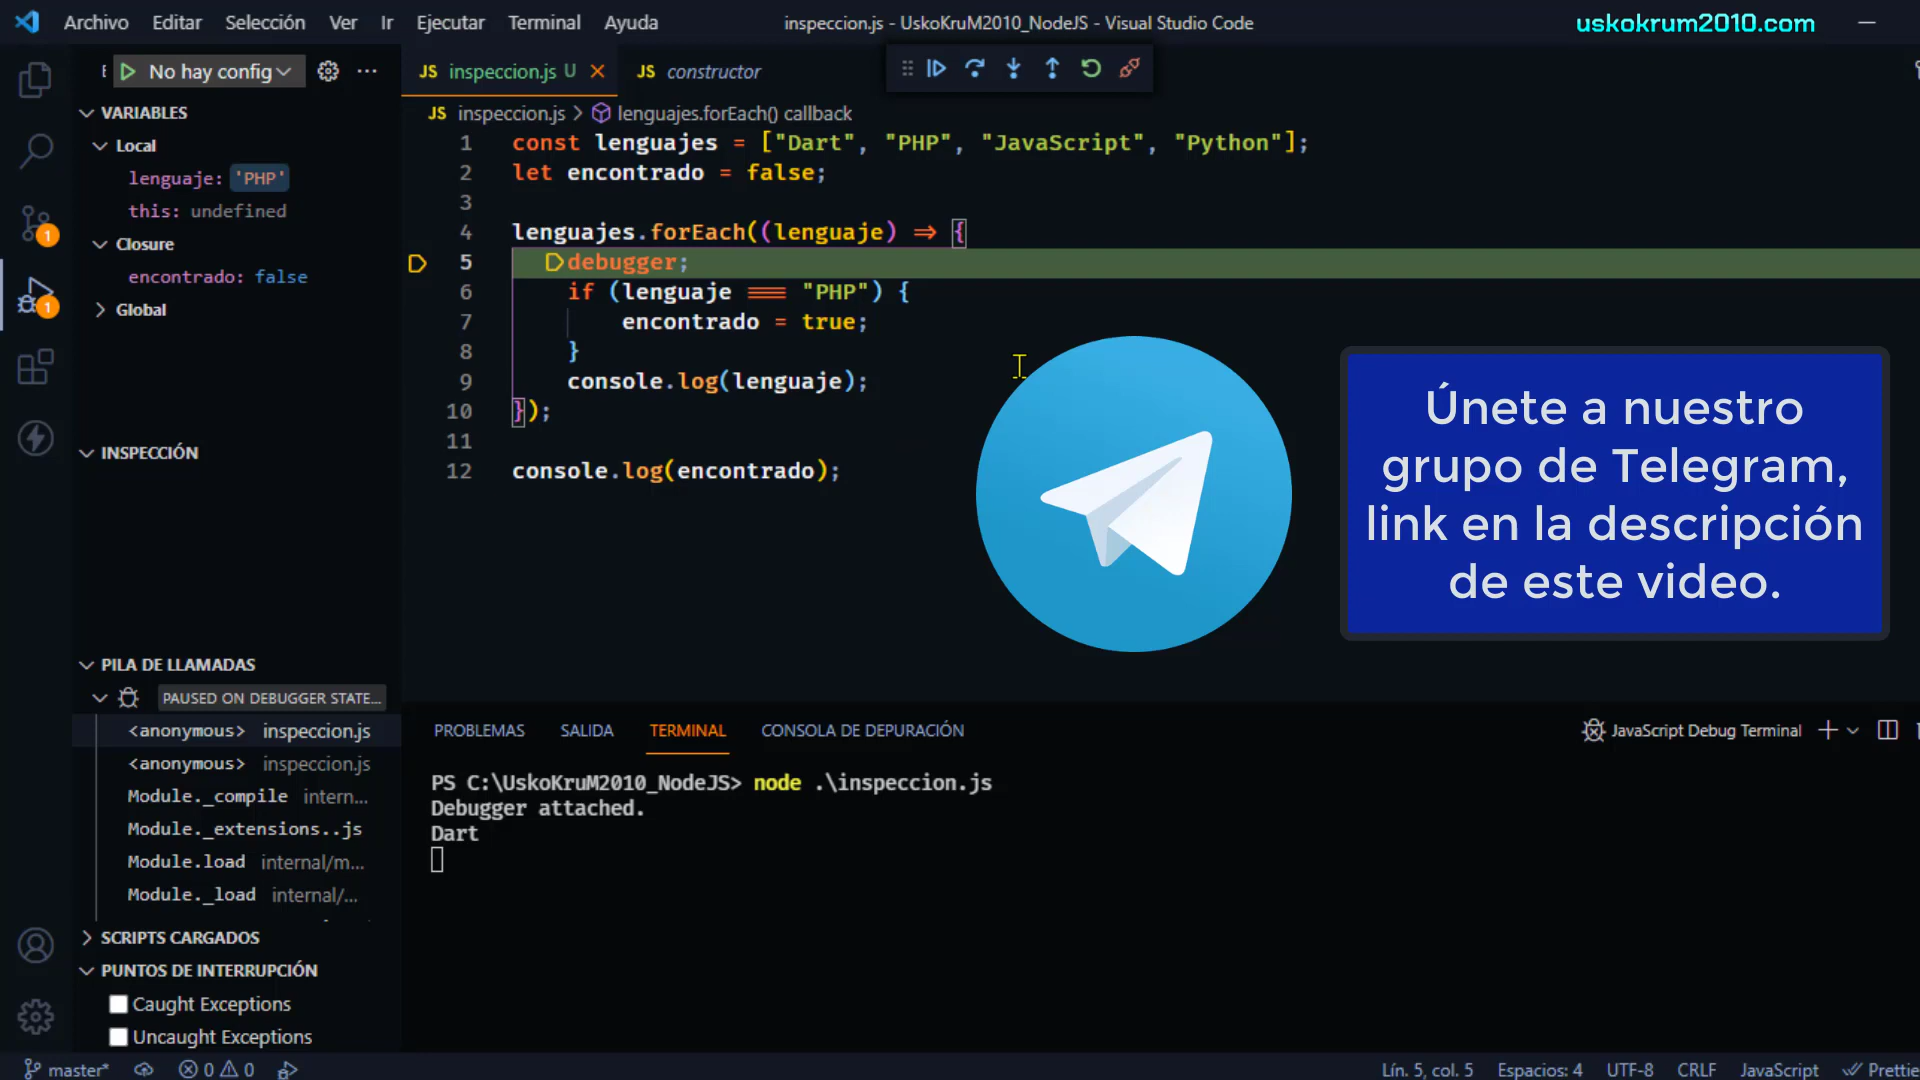 Archivo Editar Selección Ver Ir Ejecutar Terminal Ayuda
inspeccion.js - UskoKruM2010_NodeJS - Visual Studio Code
uskokrum2010.com
No hay config
VARIABLES
Local
lenguaje: 'PHP'
this: undefined
Closure
encontrado: false
Global
INSPECCIÓN
PILA DE LLAMADAS
PAUSED ON DEBUGGER STATE...
<anonymous> inspeccion.js
<anonymous> inspeccion.js
Module._compile intern...
Module._extensions..js
Module.load internal/m...
Module._load internal/...
SCRIPTS CARGADOS
PUNTOS DE INTERRUPCIÓN
Caught Exceptions
Uncaught Exceptions
JS inspeccion.js U
JS constructor
JS inspeccion.js > lenguajes.forEach() callback
1 const lenguajes = ["Dart", "PHP", "JavaScript", "Python"];
2 let encontrado = false;
3
4 lenguajes.forEach((lenguaje) => {
5 debugger;
6 if (lenguaje === "PHP") {
7 encontrado = true;
8 }
9 console.log(lenguaje);
10 });
11
12 console.log(encontrado);
Únete a nuestro
grupo de Telegram,
link en la descripción
de este video.
PROBLEMAS SALIDA TERMINAL CONSOLA DE DEPURACIÓN
JavaScript Debug Terminal
PS C:\UskoKruM2010_NodeJS> node .\inspeccion.js
Debugger attached.
Dart
1
1
master* 0 0
Lín. 5, col. 5 Espacios: 4 UTF-8 CRLF JavaScript Prettie